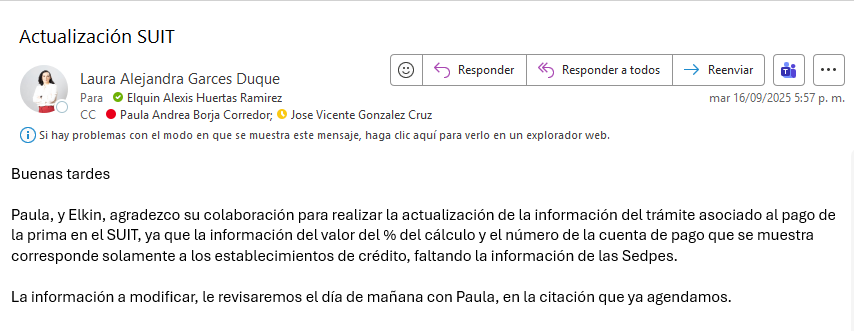 Actualización SUIT
Laura Alejandra Garces Duque
Responder
Responder a todos
Reenviar
Para Elquin Alexis Huertas Ramirez
mar 16/09/2025 5:57 p. m.
CC Paula Andrea Borja Corredor; Jose Vicente Gonzalez Cruz
Si hay problemas con el modo en que se muestra este mensaje, haga clic aquí para verlo en un explorador web.
Buenas tardes
Paula, y Elkin, agradezco su colaboración para realizar la actualización de la información del trámite asociado al pago de
la prima en el SUIT, ya que la información del valor del % del cálculo y el número de la cuenta de pago que se muestra
corresponde solamente a los establecimientos de crédito, faltando la información de las Sedpes.
La información a modificar, le revisaremos el día de mañana con Paula, en la citación que ya agendamos.